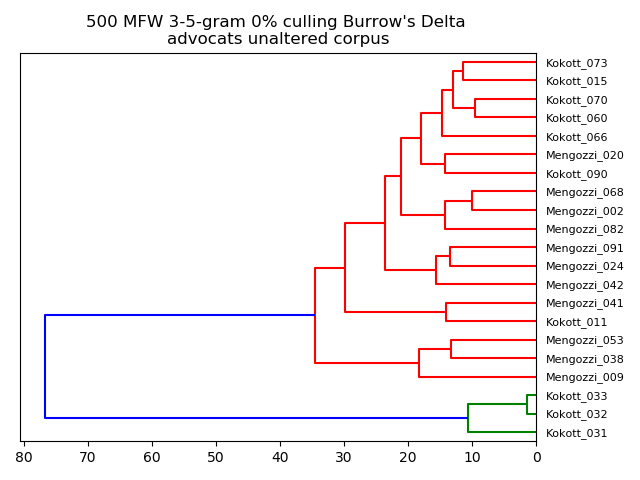 500 MFW 3-5-gram 0% culling Burrow's Delta
advocats unaltered corpus
Kokott_073
Kokott_015
Kokott_070
Kokott_060
Kokott_066
Mengozzi_020
Kokott_090
Mengozzi_068
Mengozzi_002
Mengozzi_082
Mengozzi_091
Mengozzi_024
Mengozzi_042
Mengozzi_041
Kokott_011
Mengozzi_053
Mengozzi_038
Mengozzi_009
Kokott_033
Kokott_032
Kokott_031
80 70 60 50 40 30 20 10 0